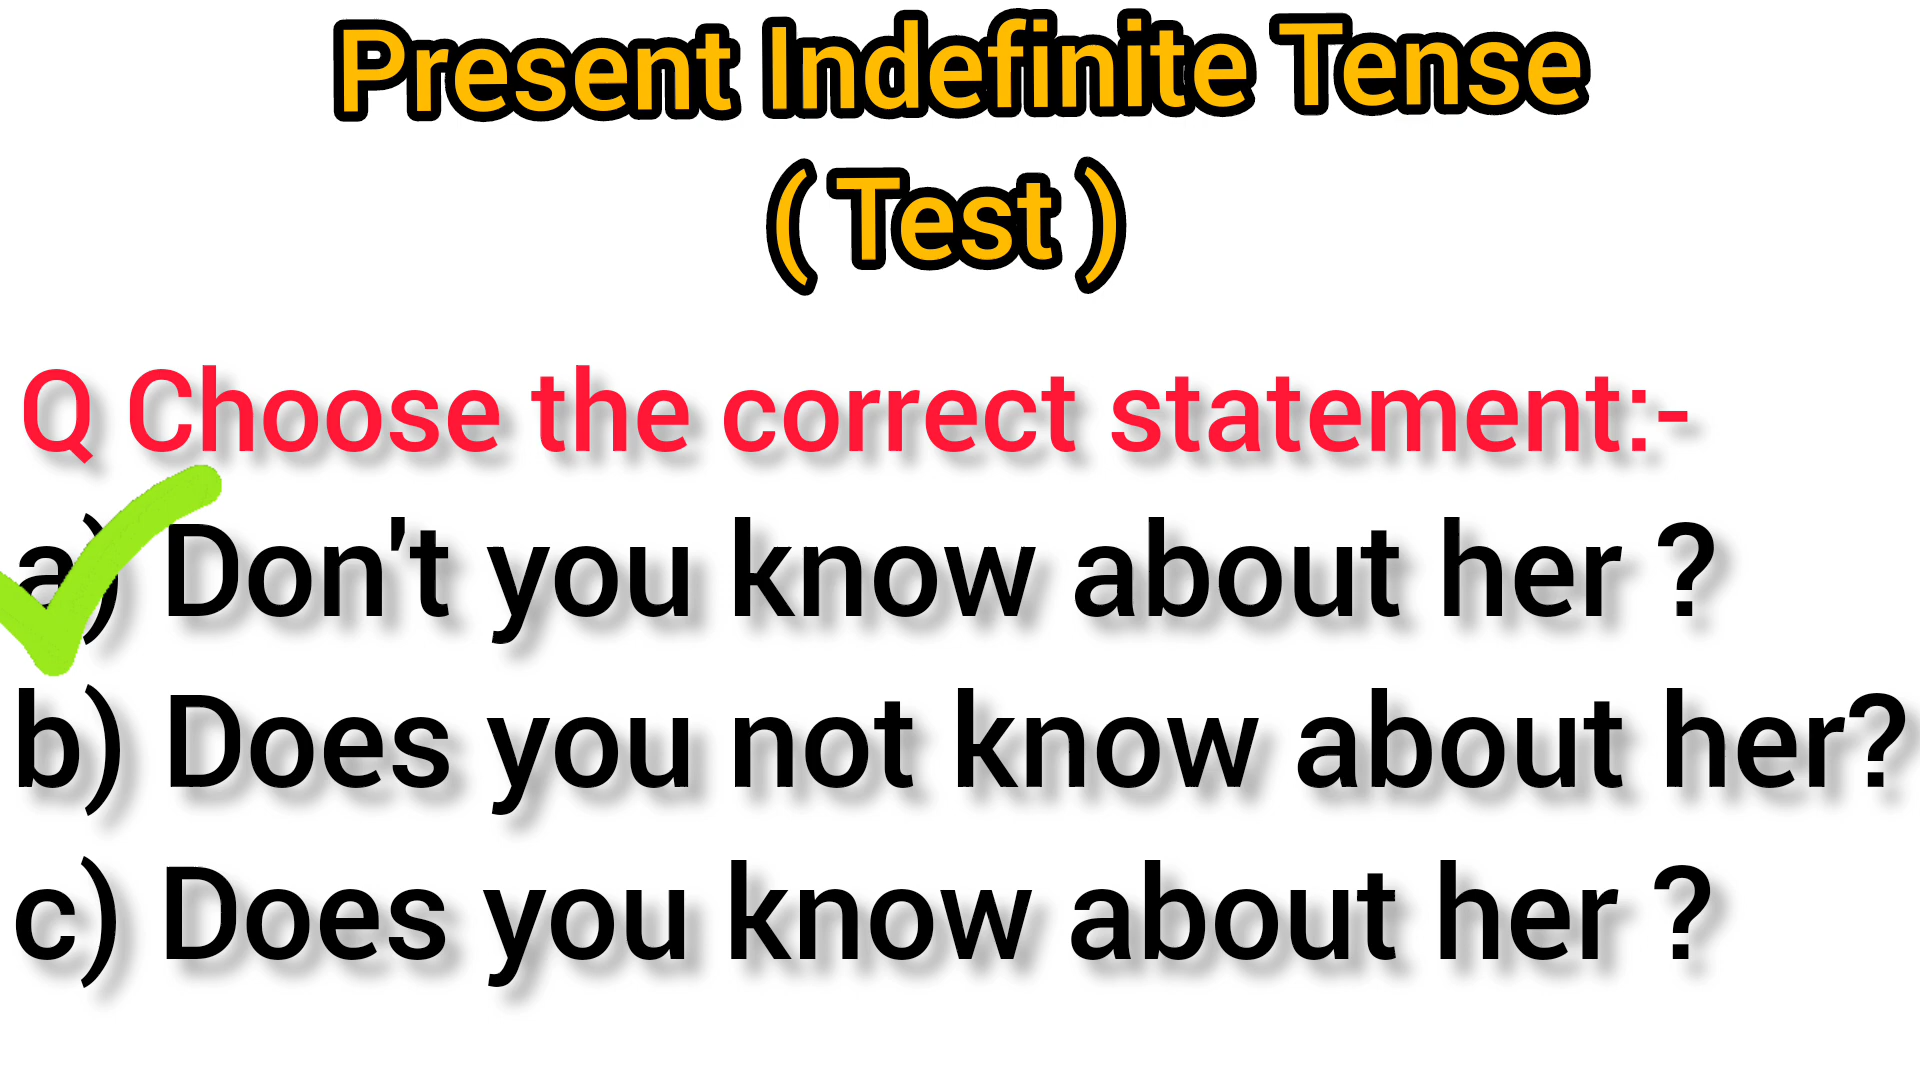 Present Indefinite Tense
( Test )
Q Choose the correct statement:-
a) Don't you know about her ?
b) Does you not know about her?
c) Does you know about her ?